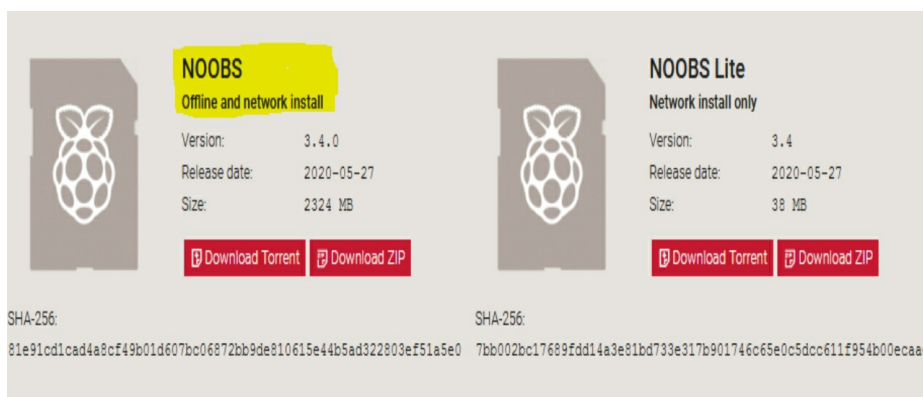 NOOBS
Offline and network install
Version: 3.4.0
Release date: 2020-05-27
Size: 2324 MB
Download Torrent Download ZIP
SHA-256:
81e91cd1cad4a8cf49b01d607bc06872bb9de810615e44b5ad322803ef51a5e0
NOOBS Lite
Network install only
Version: 3.4
Release date: 2020-05-27
Size: 38 MB
Download Torrent Download ZIP
SHA-256:
7bb002bc17689fdd14a3e81bd733e317b901746c65e0c5dcc611f954b00ecaa